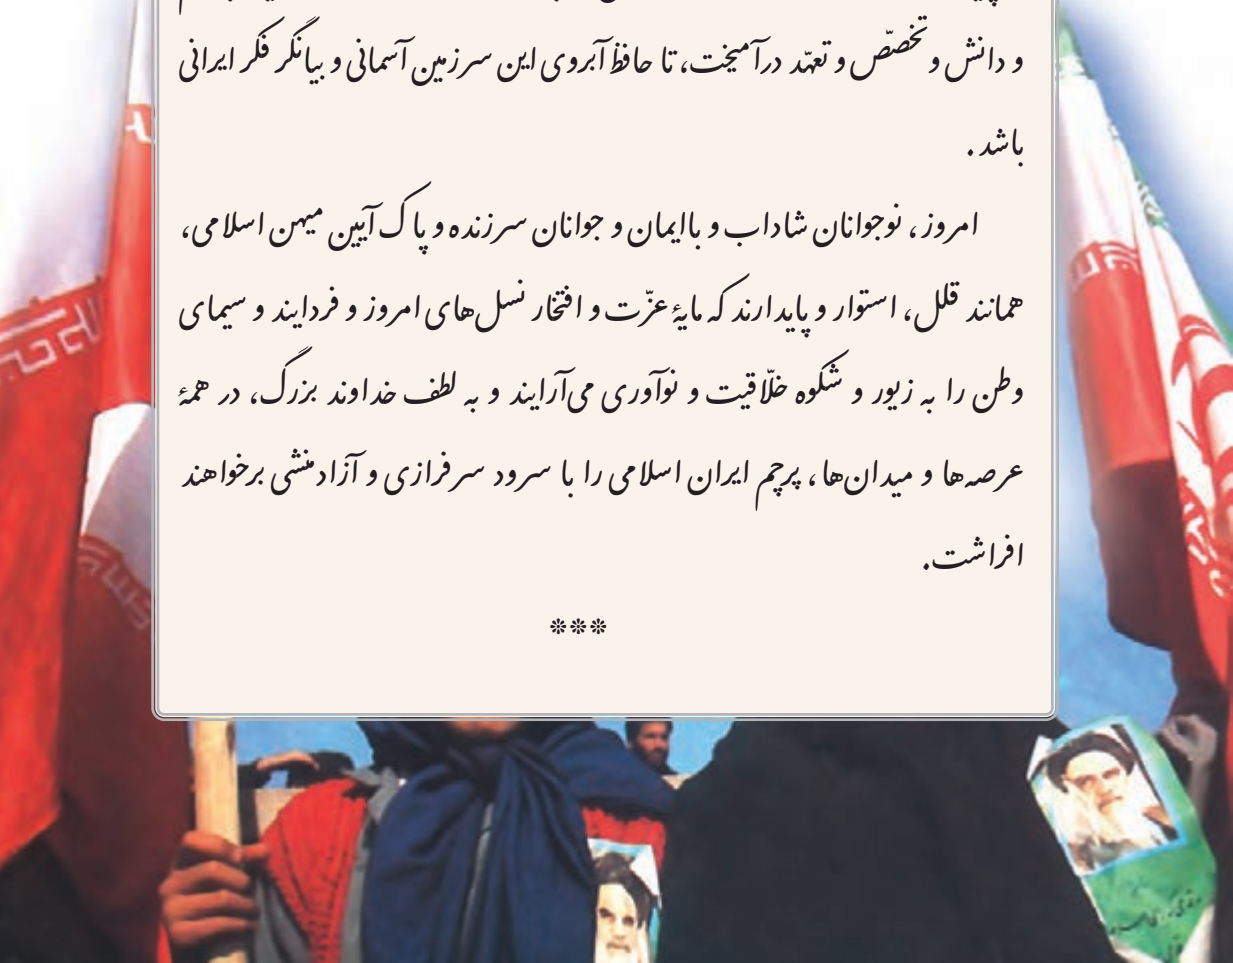 و دانش و تخصّص و تعهّد درآمیخت، تا حافظ آبروی این سرزمین آسمانی و بیانگر فکر ایرانی
باشد.
امروز، نوجوانان شاداب و باایمان و جوانان سرزنده و پاک‌آیین میهن اسلامی،
همانند قلل، استوار و پایدارند که مایهٔ عزّت و افتخار نسل‌های امروز و فردایند و سیمای
وطن را به زیور و شکوه خلّاقیت و نوآوری می‌آرایند و به لطف خداوند بزرگ، در همهٔ
عرصه‌ها و میدان‌ها، پرچم ایران اسلامی را با سرود سرفرازی و آزادمنشی برخواهند
افراشت.
***